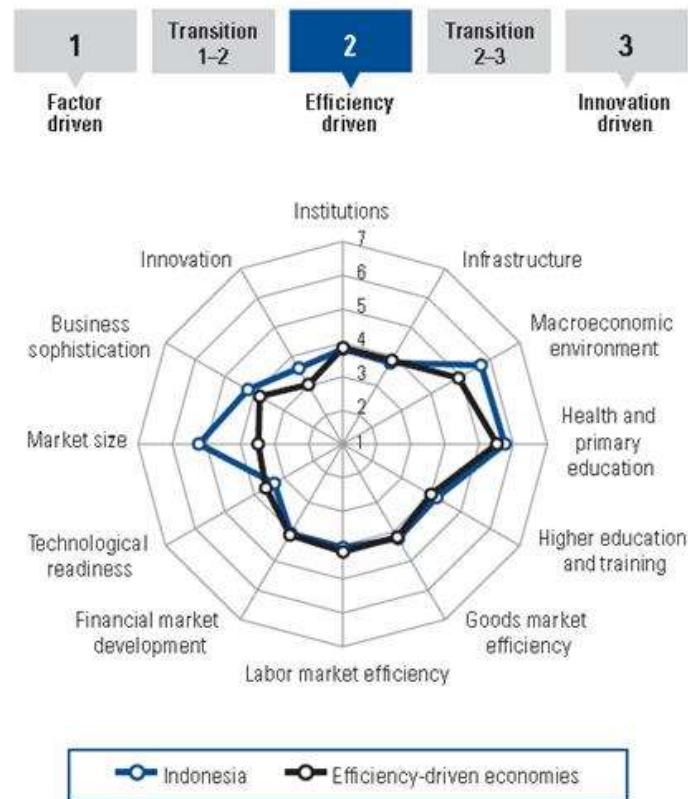 1
Transition
1–2
2
Transition
2–3
3
Factor
driven
Efficiency
driven
Innovation
driven
Institutions
Innovation
Infrastructure
Business
sophistication
Macroeconomic
environment
Market size
Health and
primary
education
Technological
readiness
Higher education
and training
Financial market
development
Goods market
efficiency
Labor market efficiency
7
6
5
4
3
2
1
Indonesia
Efficiency-driven economies